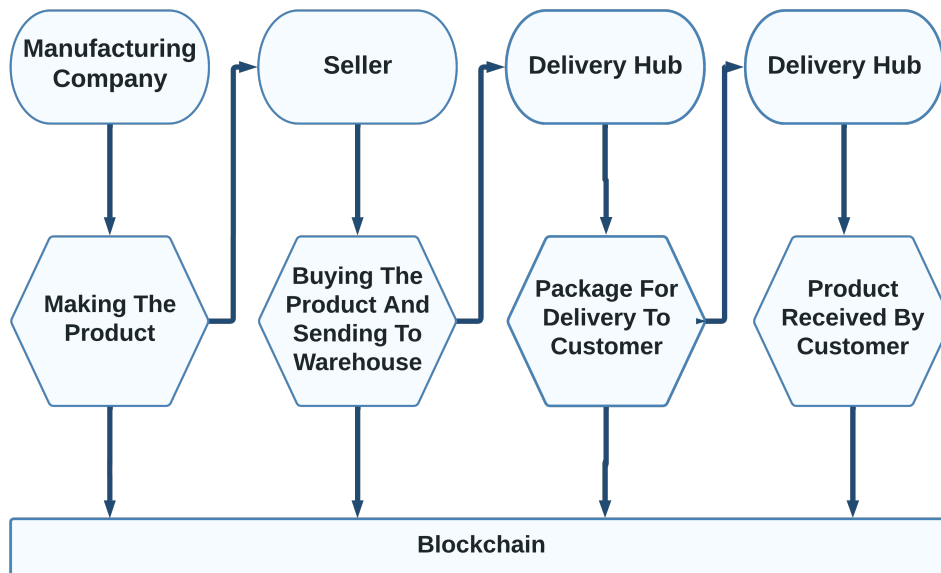 Manufacturing
Company
Seller
Delivery Hub
Delivery Hub
Making The
Product
Buying The
Product And
Sending To
Warehouse
Package For
Delivery To
Customer
Product
Received By
Customer
Blockchain